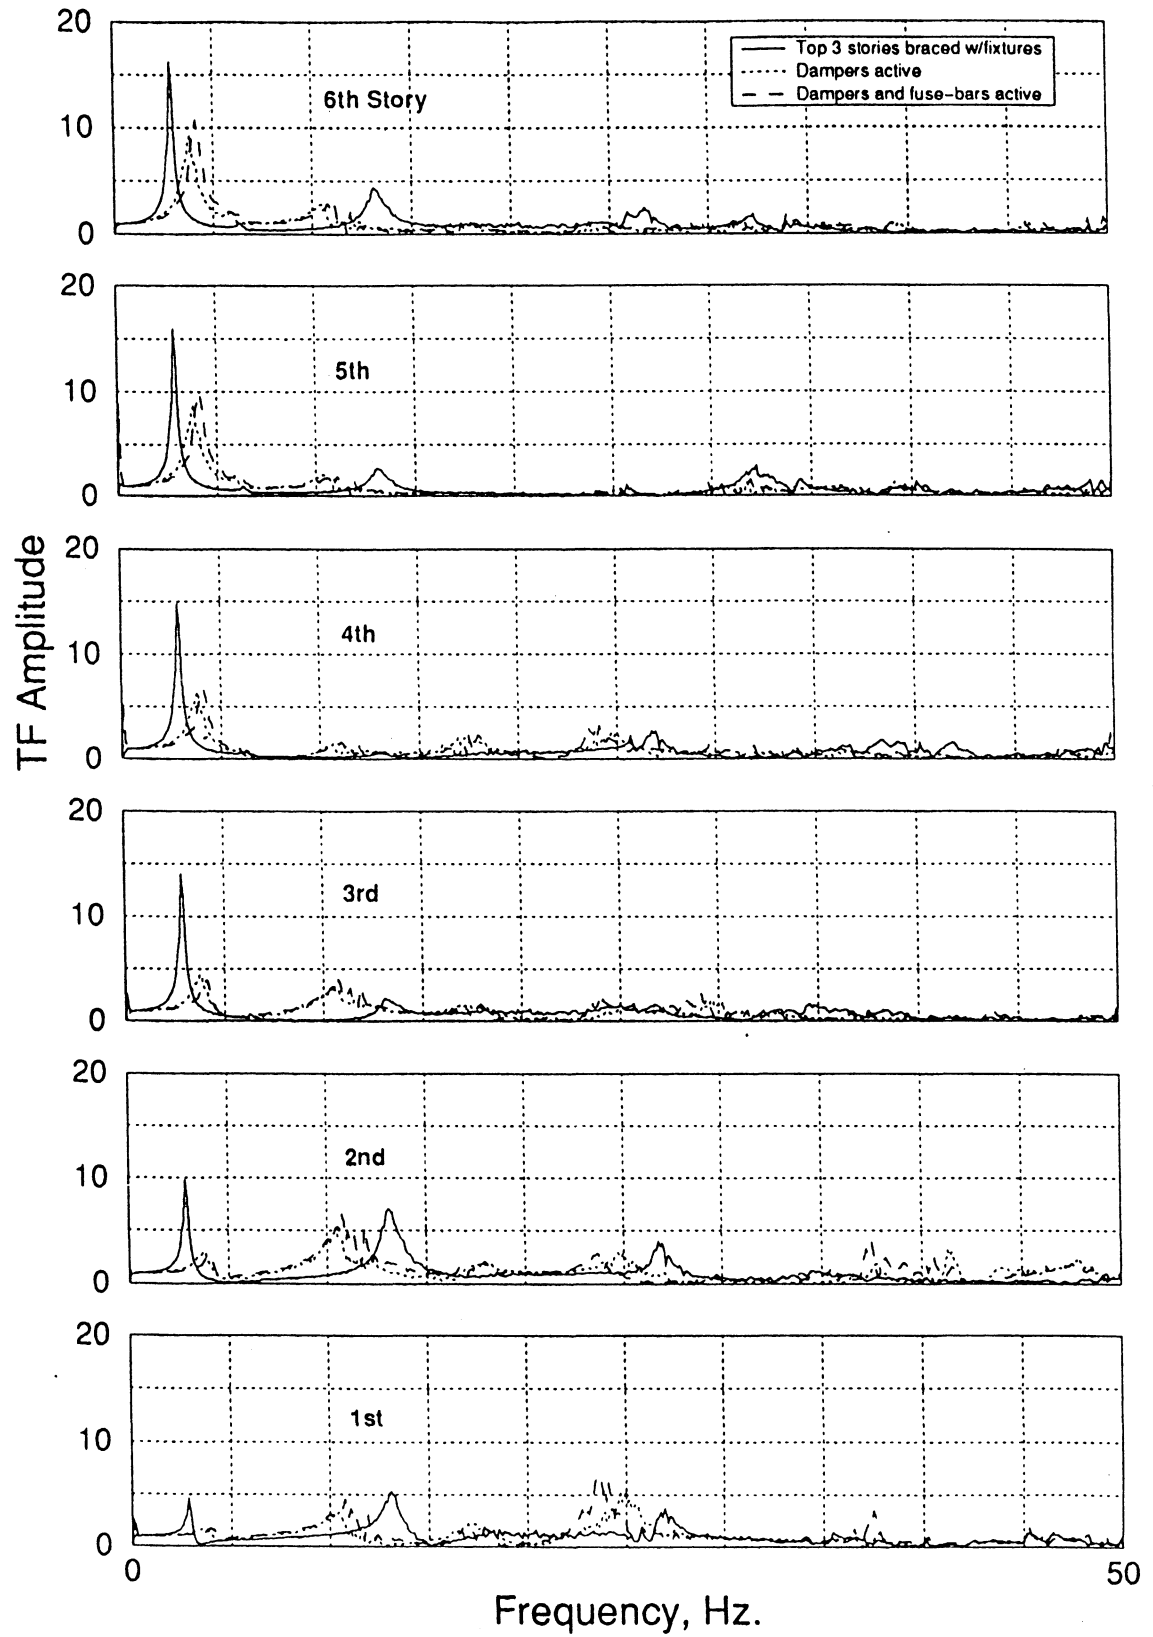 20
10
0
6th Story
Top 3 stories braced w/fixtures
Dampers active
Dampers and fuse-bars active
20
10
0
5th
20
10
0
4th
TF Amplitude
20
10
0
3rd
20
10
0
2nd
20
10
0
1st
0
50
Frequency, Hz.